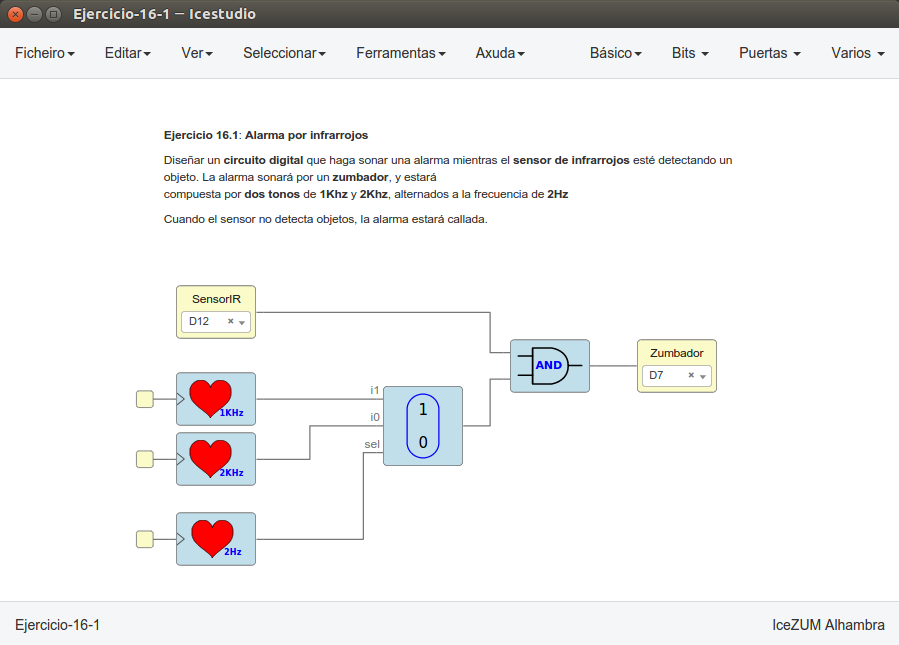 Ejercicio-16-1 — Icestudio
Ficheiro Editar Ver Seleccionar Ferramentas Axuda Básico Bits Puertas Varios
Ejercicio 16.1: Alarma por infrarrojos
Diseñar un circuito digital que haga sonar una alarma mientras el sensor de infrarrojos esté detectando un
objeto. La alarma sonará por un zumbador, y estará
compuesta por dos tonos de 1Khz y 2Khz, alternados a la frecuencia de 2Hz
Cuando el sensor no detecta objetos, la alarma estará callada.
SensorIR
D12
AND
Zumbador
D7
1KHz
i1
i0
sel
1
0
2KHz
2Hz
Ejercicio-16-1
IceZUM Alhambra